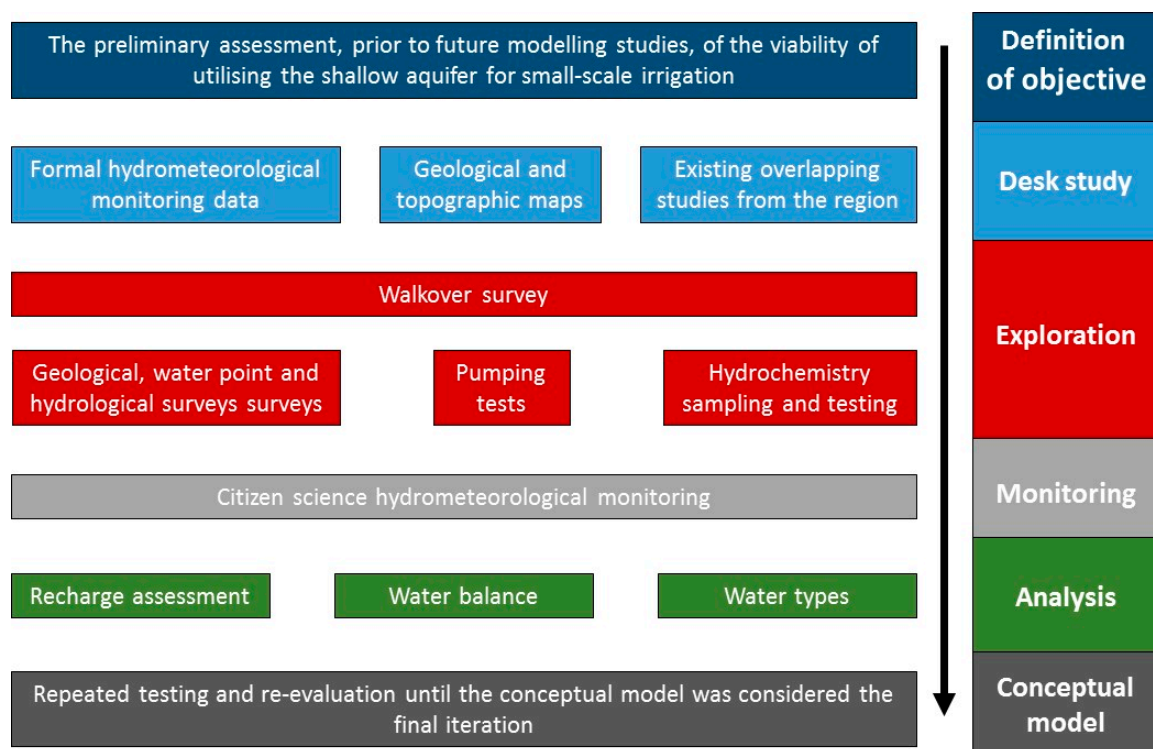 The preliminary assessment, prior to future modelling studies, of the viability of
utilising the shallow aquifer for small-scale irrigation
Definition
of objective
Formal hydrometeorological
monitoring data
Geological and
topographic maps
Existing overlapping
studies from the region
Desk study
Walkover survey
Geological, water point and
hydrological surveys surveys
Pumping
tests
Hydrochemistry
sampling and testing
Exploration
Citizen science hydrometeorological monitoring
Monitoring
Recharge assessment
Water balance
Water types
Analysis
Repeated testing and re-evaluation until the conceptual model was considered the
final iteration
Conceptual
model